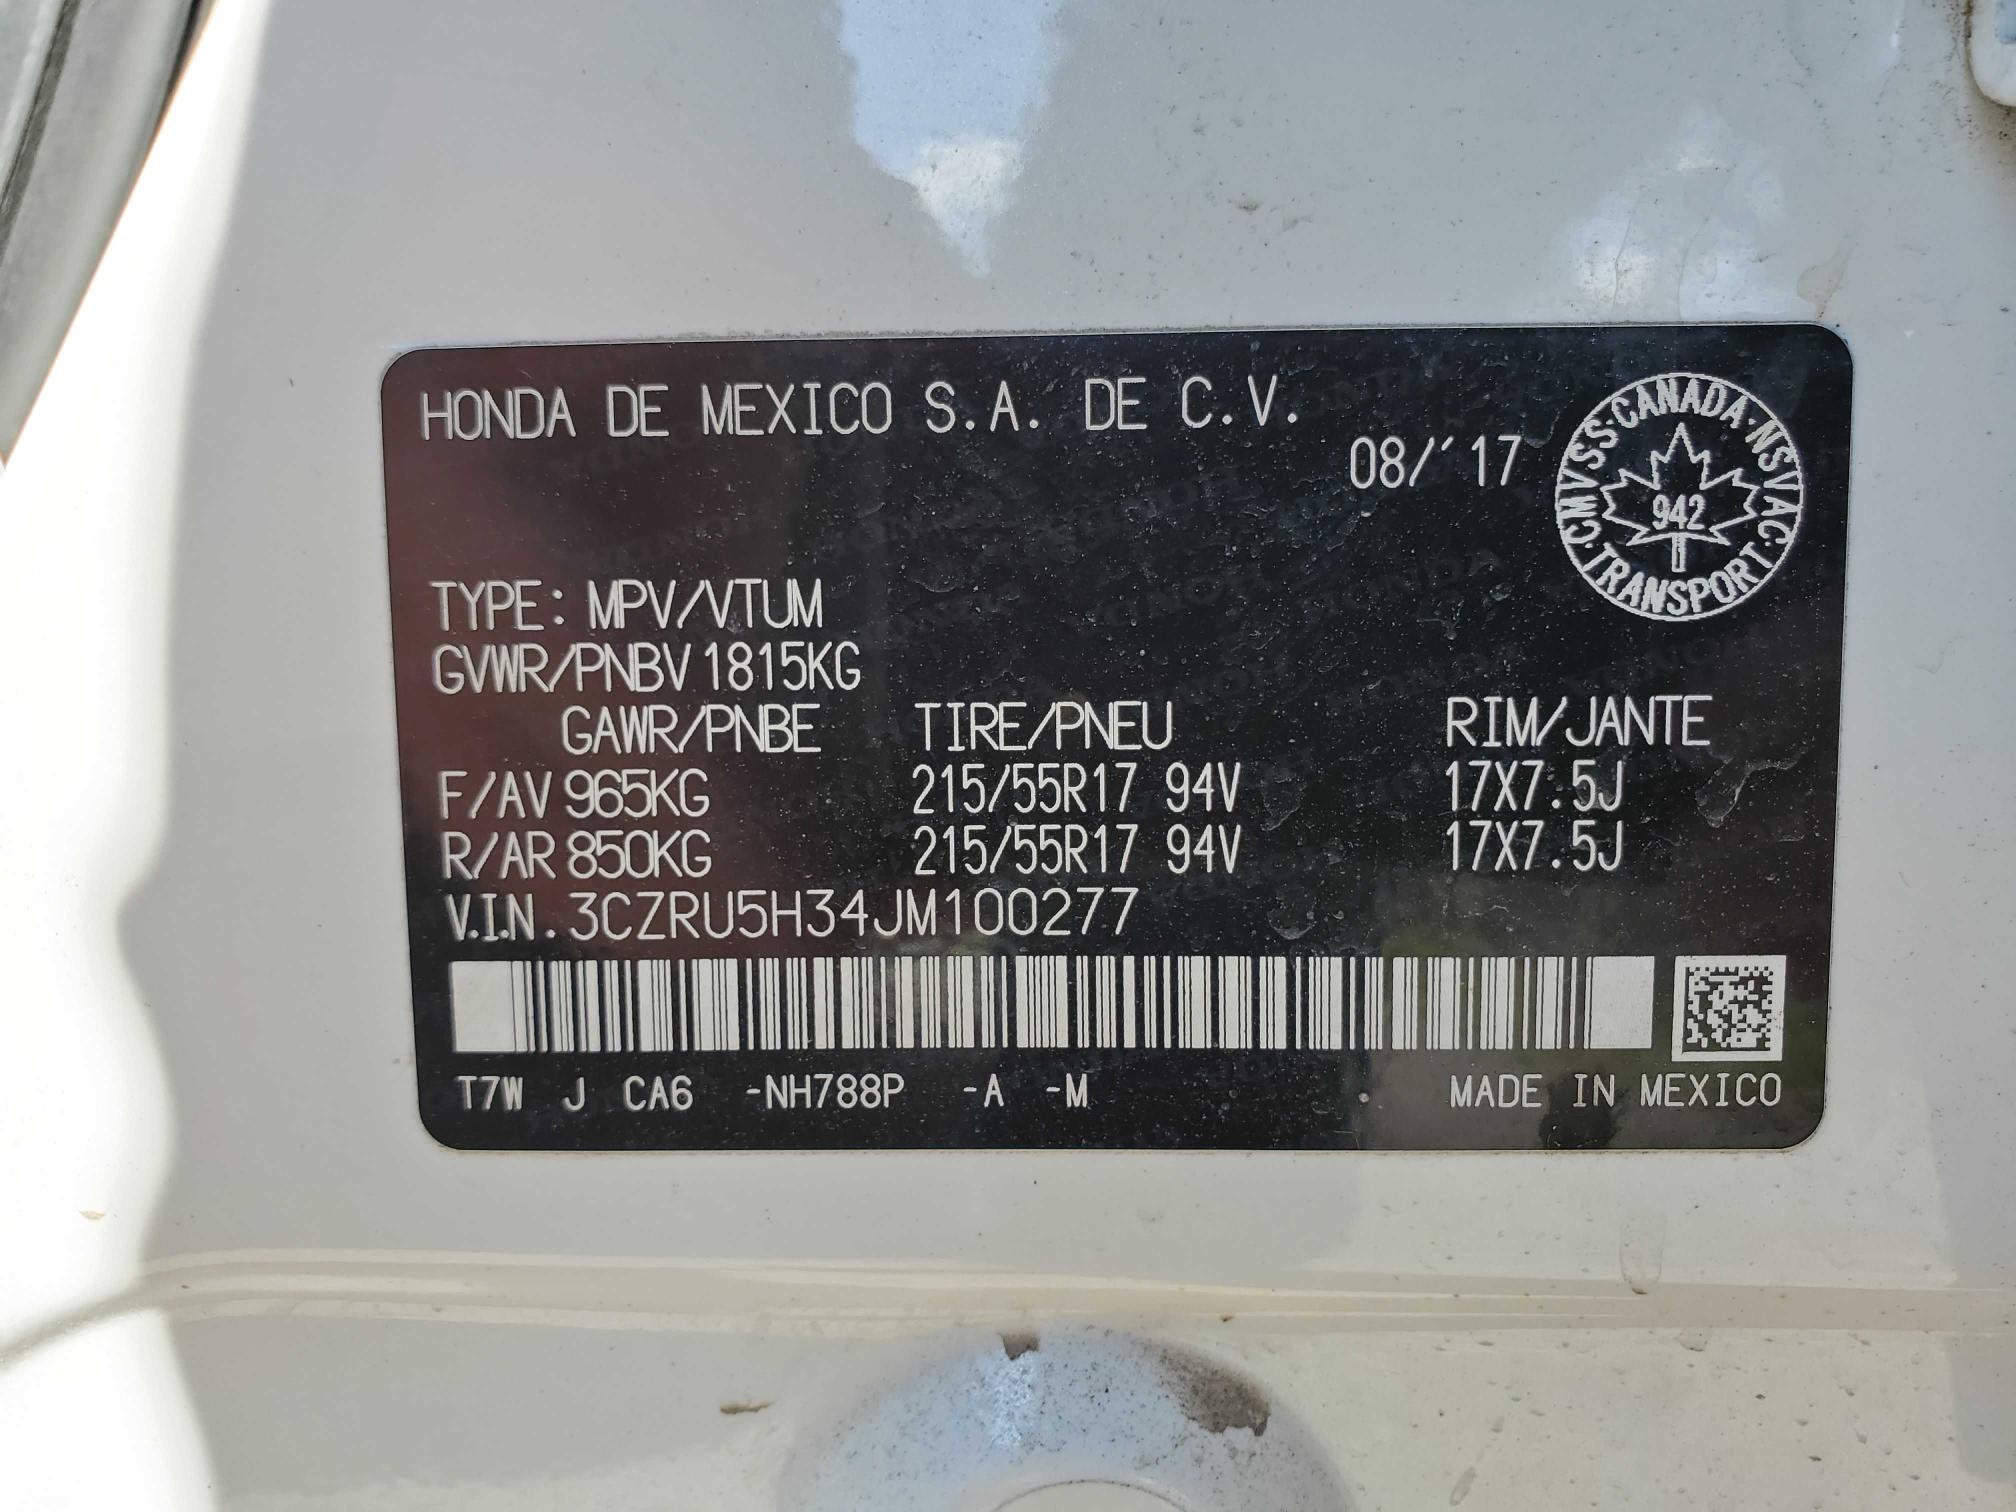 HONDA DE MEXICO S.A. DE C.V.
08/'17
CMVSS·CANADA·NSVAC·TRANSPORT·
942
TYPE: MPV/VTUM
GVWR/PNBV 1815KG
GAWR/PNBE TIRE/PNEU RIM/JANTE
F/AV 965KG 215/55R17 94V 17X7.5J
R/AR 850KG 215/55R17 94V 17X7.5J
V.I.N. 3CZRU5H34JM100277
T7W J CA6 -NH788P -A -M MADE IN MEXICO